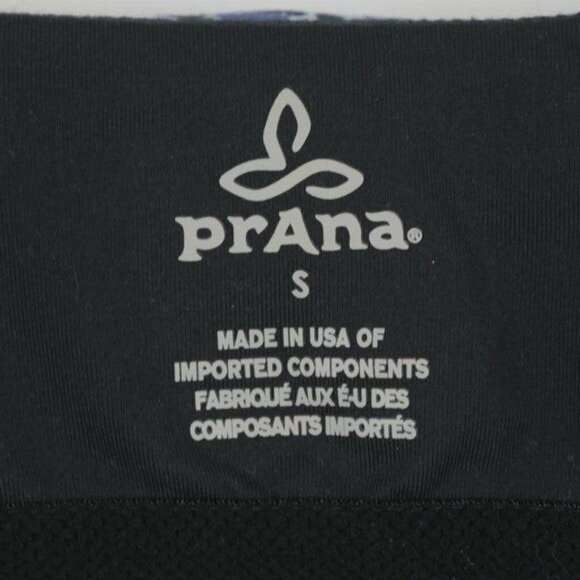 prAna®
S
MADE IN USA OF
IMPORTED COMPONENTS
FABRIQUÉ AUX É-U DES
COMPOSANTS IMPORTÉS